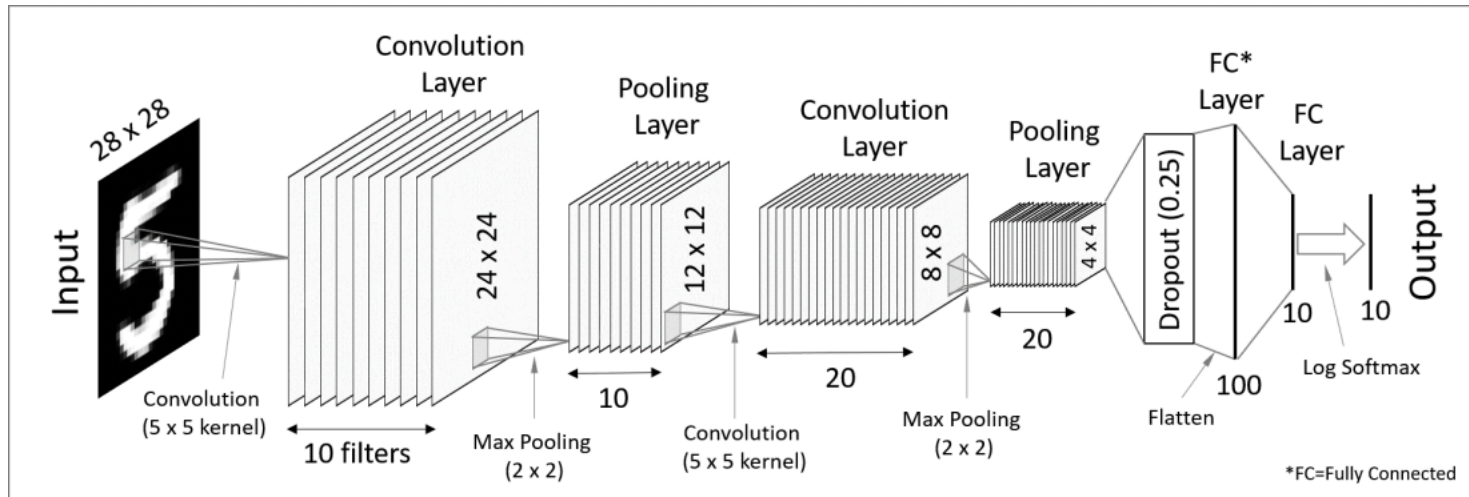 Input
28 x 28
Convolution
(5 x 5 kernel)
Convolution
Layer
24 x 24
10 filters
Max Pooling
(2 x 2)
Pooling
Layer
12 x 12
10
Convolution
(5 x 5 kernel)
Convolution
Layer
8 x 8
20
Max Pooling
(2 x 2)
Pooling
Layer
4 x 4
20
Dropout (0.25)
Flatten
FC*
Layer
100
FC
Layer
10
Log Softmax
10
Output
*FC=Fully Connected